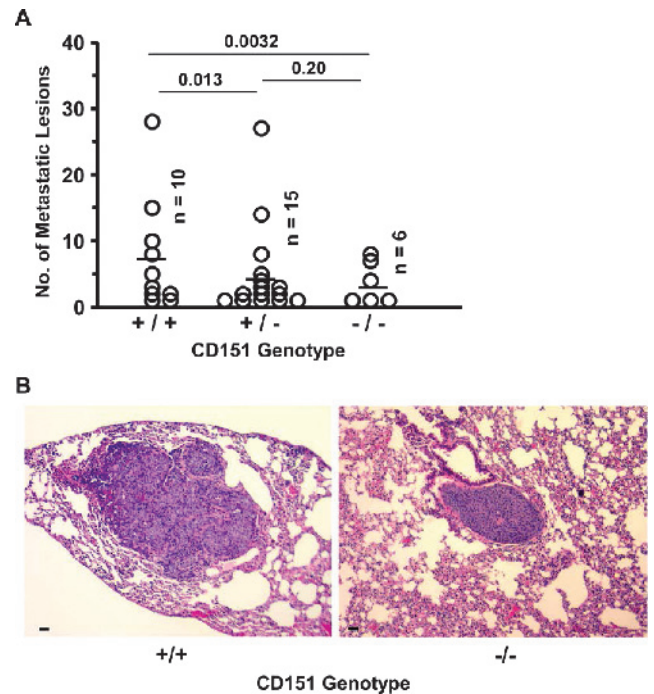 A
40
30
20
10
0
No. of Metastatic Lesions
0.0032
0.013
0.20
n = 10
n = 15
n = 6
+ / +
+ / -
- / -
CD151 Genotype
B
+/+
-/-
CD151 Genotype